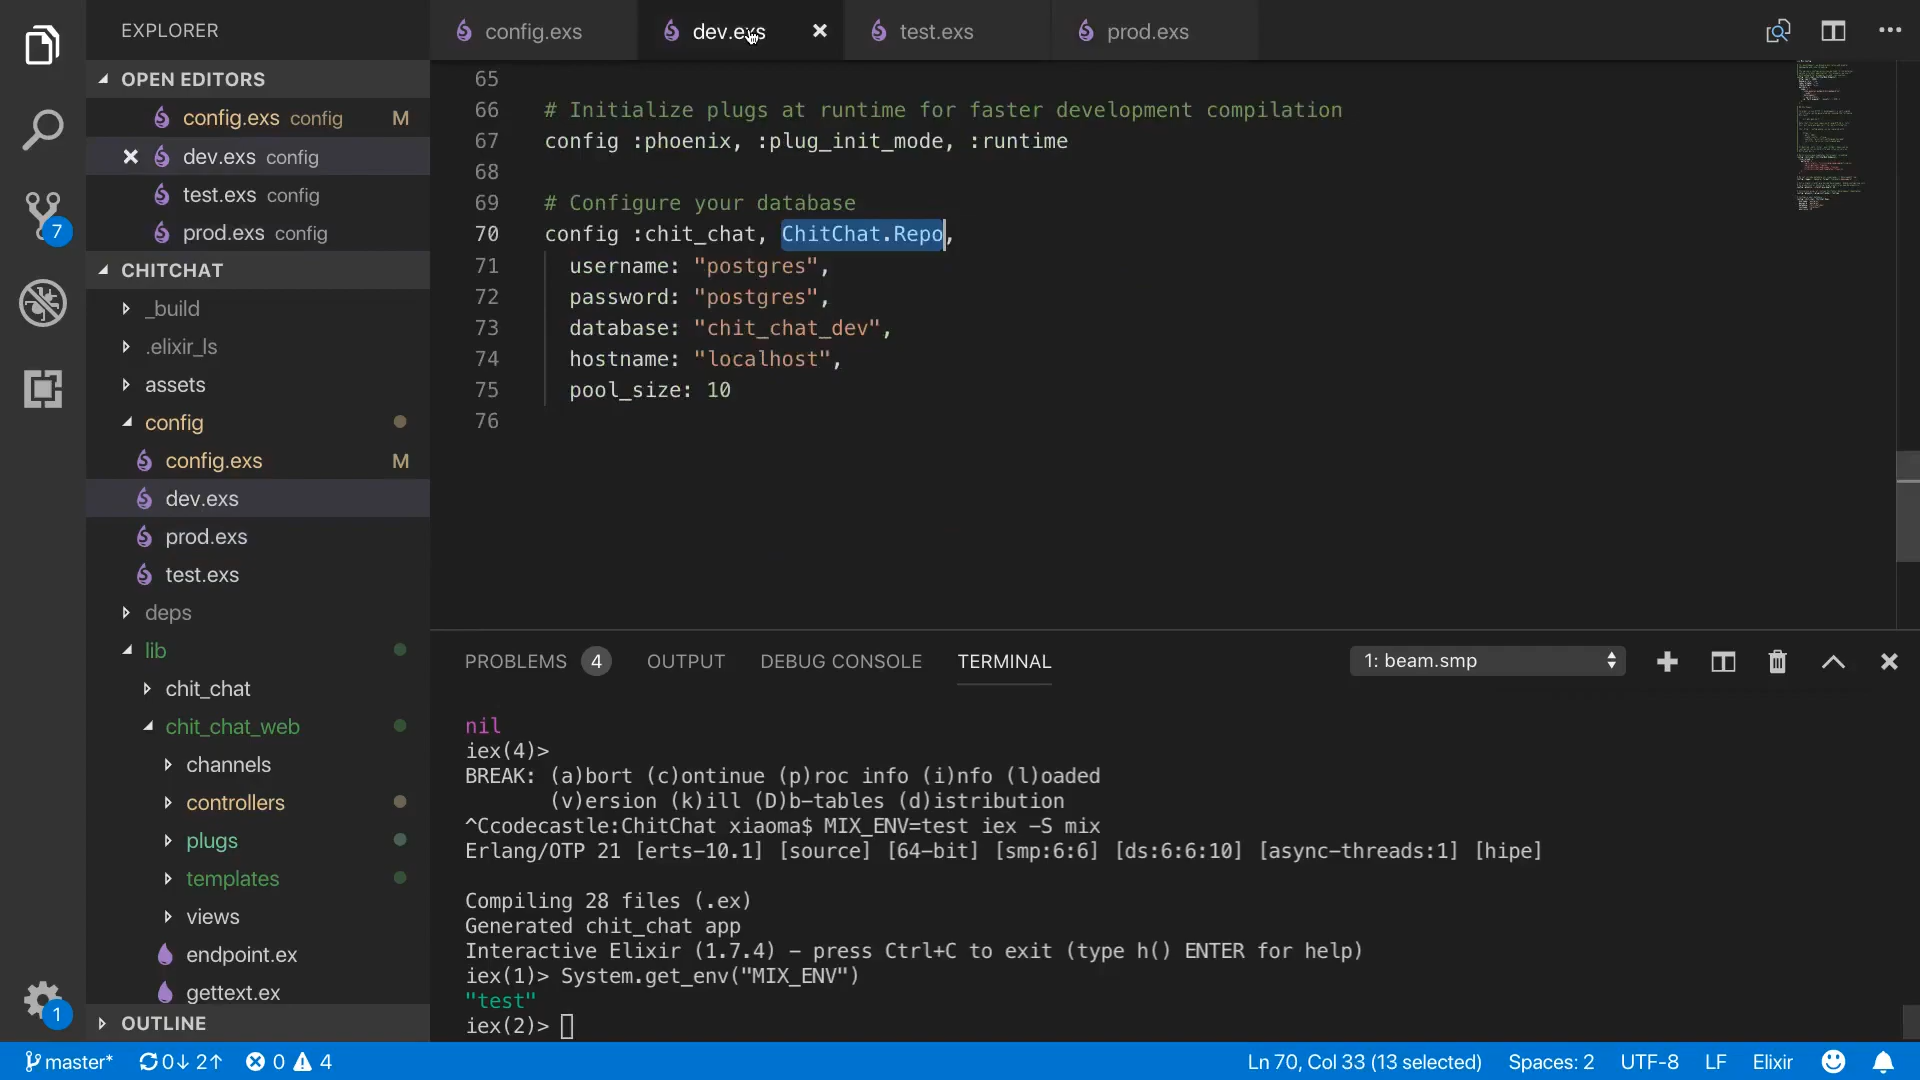 EXPLORER
OPEN EDITORS
config.exs config M
dev.exs config
test.exs config
prod.exs config
7
CHITCHAT
_build
.elixir_ls
assets
config
config.exs M
dev.exs
prod.exs
test.exs
deps
lib
chit_chat
chit_chat_web
channels
controllers
plugs
templates
views
endpoint.ex
gettext.ex
1
OUTLINE
config.exs dev.exs test.exs prod.exs
65
66 # Initialize plugs at runtime for faster development compilation
67 config :phoenix, :plug_init_mode, :runtime
68
69 # Configure your database
70 config :chit_chat, ChitChat.Repo,
71 username: "postgres",
72 password: "postgres",
73 database: "chit_chat_dev",
74 hostname: "localhost",
75 pool_size: 10
76
PROBLEMS 4 OUTPUT DEBUG CONSOLE TERMINAL 1: beam.smp
nil
iex(4)>
BREAK: (a)bort (c)ontinue (p)roc info (i)nfo (l)oaded
(v)ersion (k)ill (D)b-tables (d)istribution
^Ccodecastle:ChitChat xiaoma$ MIX_ENV=test iex -S mix
Erlang/OTP 21 [erts-10.1] [source] [64-bit] [smp:6:6] [ds:6:6:10] [async-threads:1] [hipe]
Compiling 28 files (.ex)
Generated chit_chat app
Interactive Elixir (1.7.4) - press Ctrl+C to exit (type h() ENTER for help)
iex(1)> System.get_env("MIX_ENV")
"test"
iex(2)>
master* 0↓ 2↑ 0 4 Ln 70, Col 33 (13 selected) Spaces: 2 UTF-8 LF Elixir